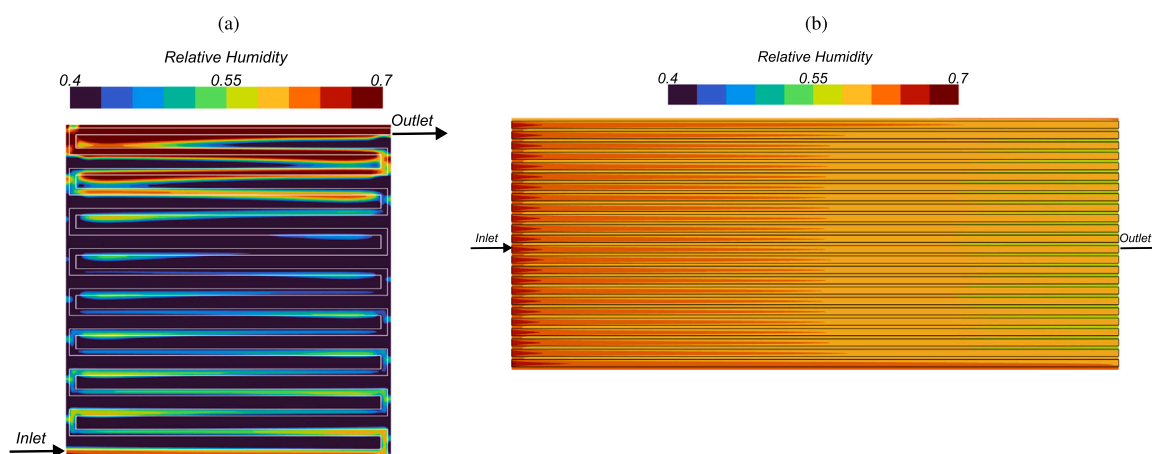 (a)
Relative Humidity
0.4 0.55 0.7
Outlet
Inlet
(b)
Relative Humidity
0.4 0.55 0.7
Inlet
Outlet